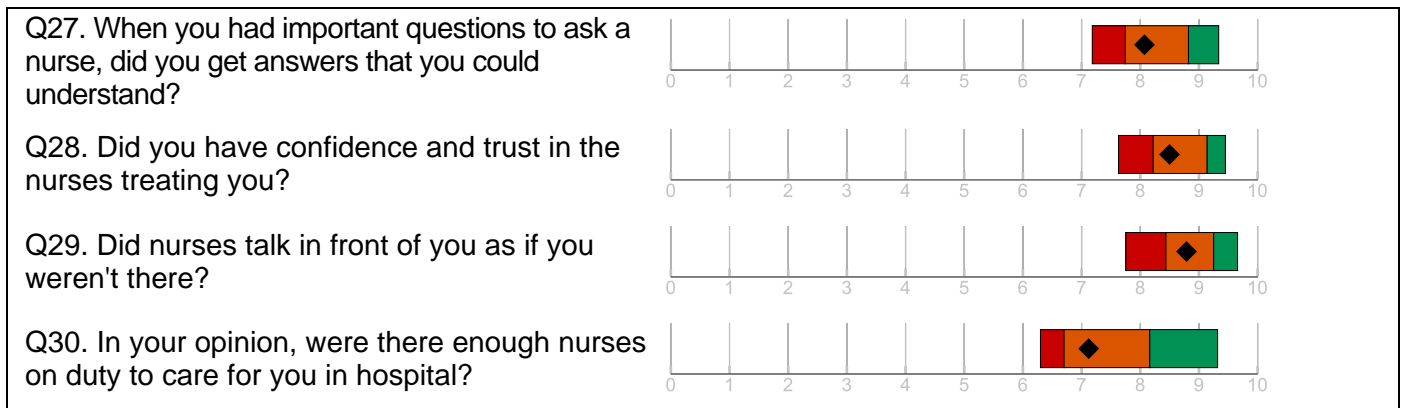 Q27. When you had important questions to ask a
nurse, did you get answers that you could
understand?
0 1 2 3 4 5 6 7 8 9 10
Q28. Did you have confidence and trust in the
nurses treating you?
0 1 2 3 4 5 6 7 8 9 10
Q29. Did nurses talk in front of you as if you
weren't there?
0 1 2 3 4 5 6 7 8 9 10
Q30. In your opinion, were there enough nurses
on duty to care for you in hospital?
0 1 2 3 4 5 6 7 8 9 10